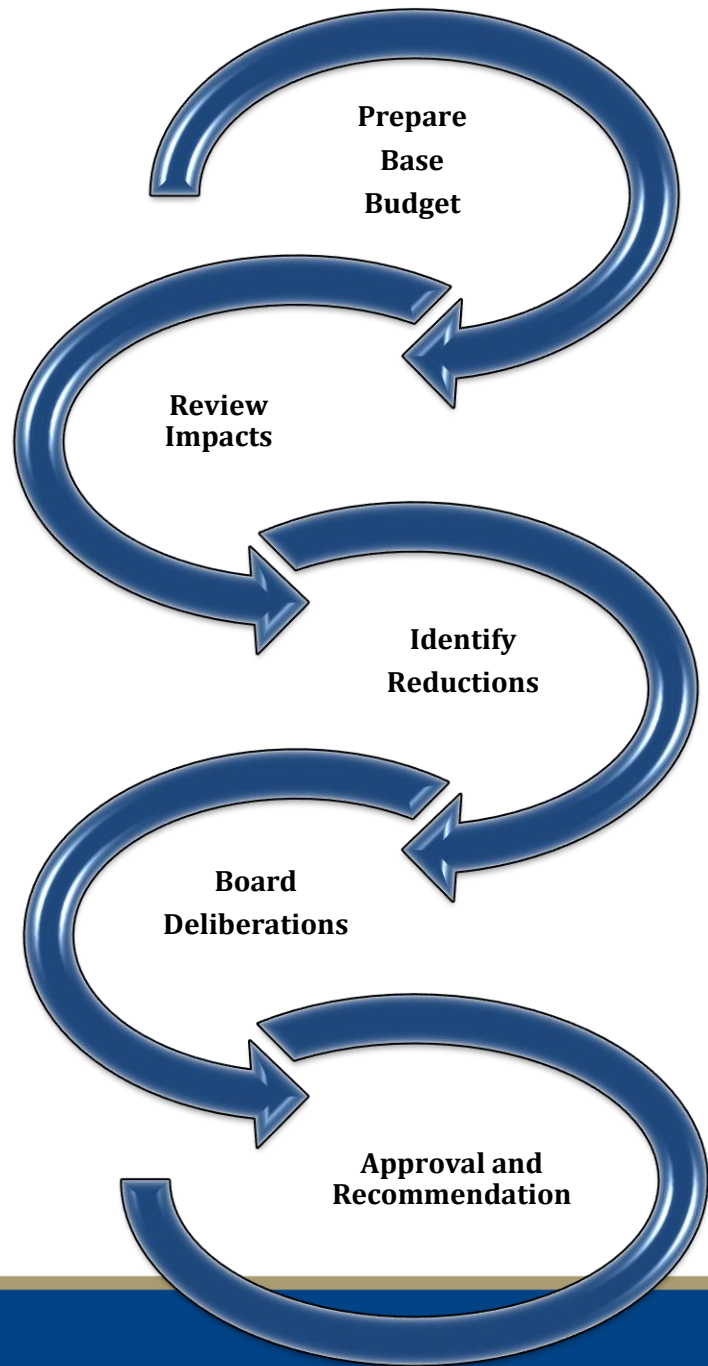 Prepare
Base
Budget
Review
Impacts
Identify
Reductions
Board
Deliberations
Approval and
Recommendation